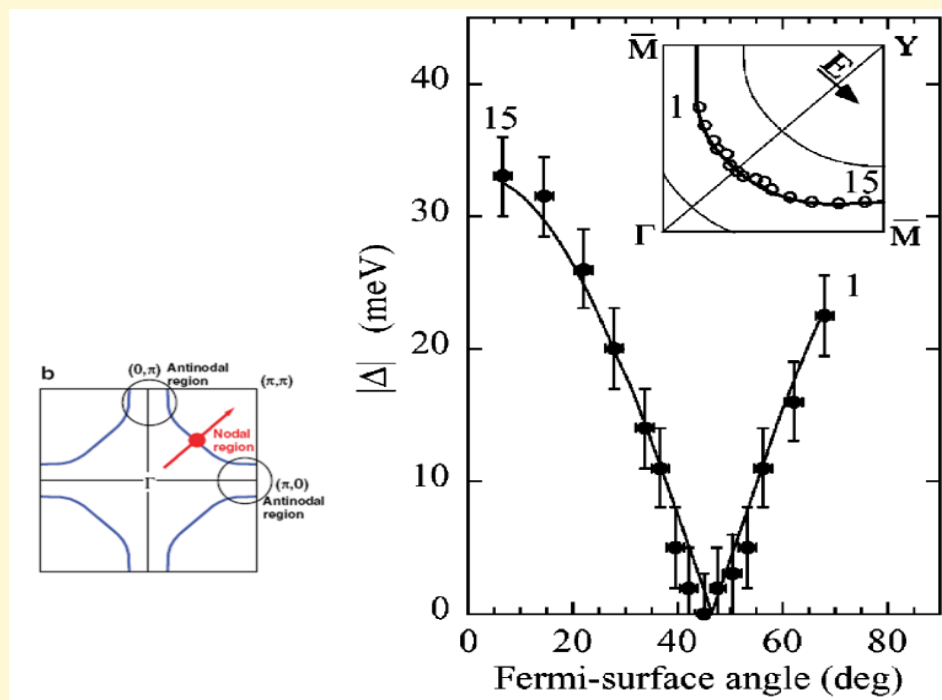 b
(0,π)
Antinodal
region
(π,π)
Nodal
region
Γ
(π,0)
Antinodal
region
|Δ| (meV)
40
30
20
10
0
15
1
M̅
Y
E
1
15
Γ
M̅
0
20
40
60
80
Fermi-surface angle (deg)